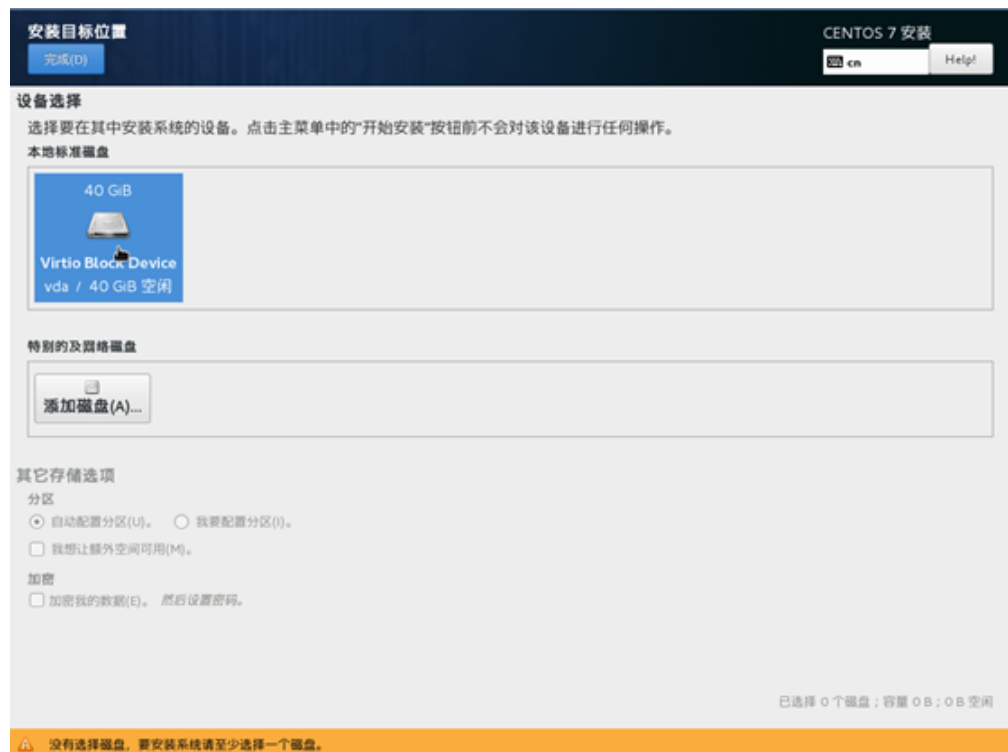 安装目标位置
CENTOS 7 安装
完成(D)
cn
Help!
设备选择
选择要在其中安装系统的设备。点击主菜单中的"开始安装"按钮前不会对该设备进行任何操作。
本地标准磁盘
40 GiB
Virtio Block Device
vda / 40 GiB 空闲
特别的及网络磁盘
添加磁盘(A)...
其它存储选项
分区
自动配置分区(U)。 我要配置分区(I)。
我想让额外空间可用(M)。
加密
加密我的数据(E)。 然后设置密码。
已选择 0 个磁盘；容量 0 B；0 B 空闲
没有选择磁盘，要安装系统请至少选择一个磁盘。